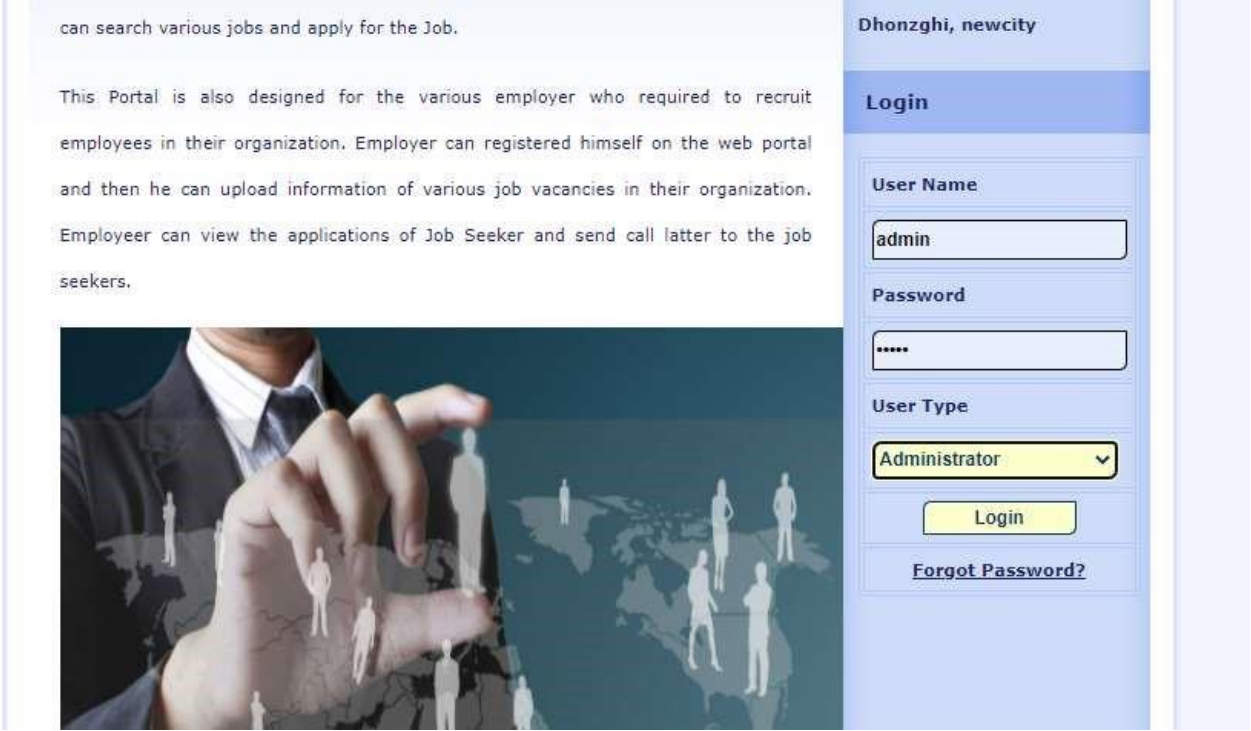 can search various jobs and apply for the Job.
This Portal is also designed for the various employer who required to recruit
employees in their organization. Employer can registered himself on the web portal
and then he can upload information of various job vacancies in their organization.
Employeer can view the applications of Job Seeker and send call latter to the job
seekers.
Dhonzghi, newcity
Login
User Name
admin
Password
•••••
User Type
Administrator
Login
Forgot Password?